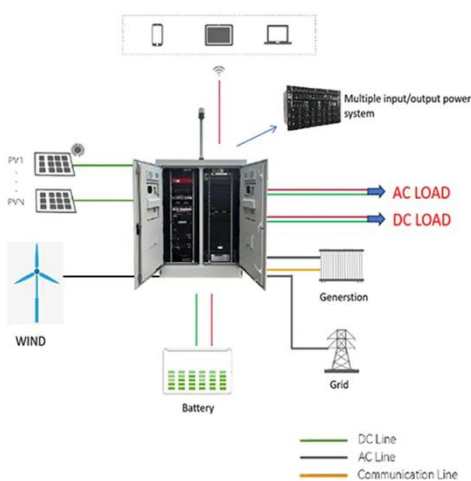 Multiple input/output power
system
PV1
PVN
AC LOAD
DC LOAD
WIND
Generstion
Grid
Battery
DC Line
AC Line
Communication Line